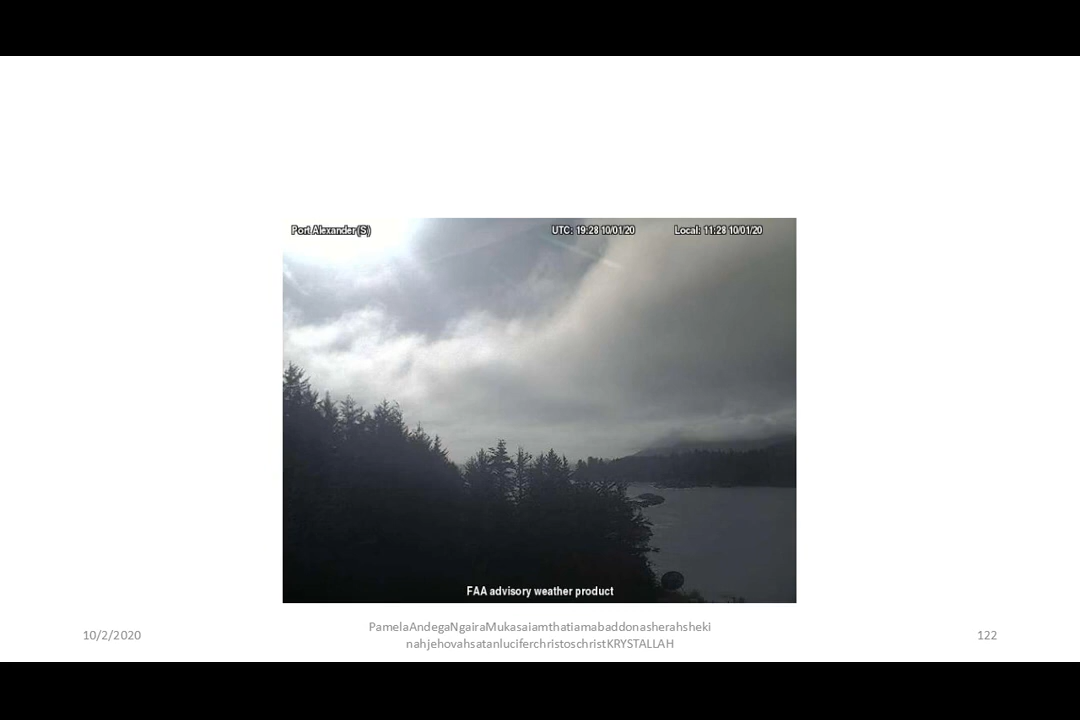 Port Alexander (S) UTC: 19:28 10/01/20 Local: 11:28 10/01/20
FAA advisory weather product
10/2/2020
PamelaAndegaNgairaMukasaiamthatiamabaddonasherahsheki
nahjehovahsatanluciferchristoschristKRYSTALLAH
122